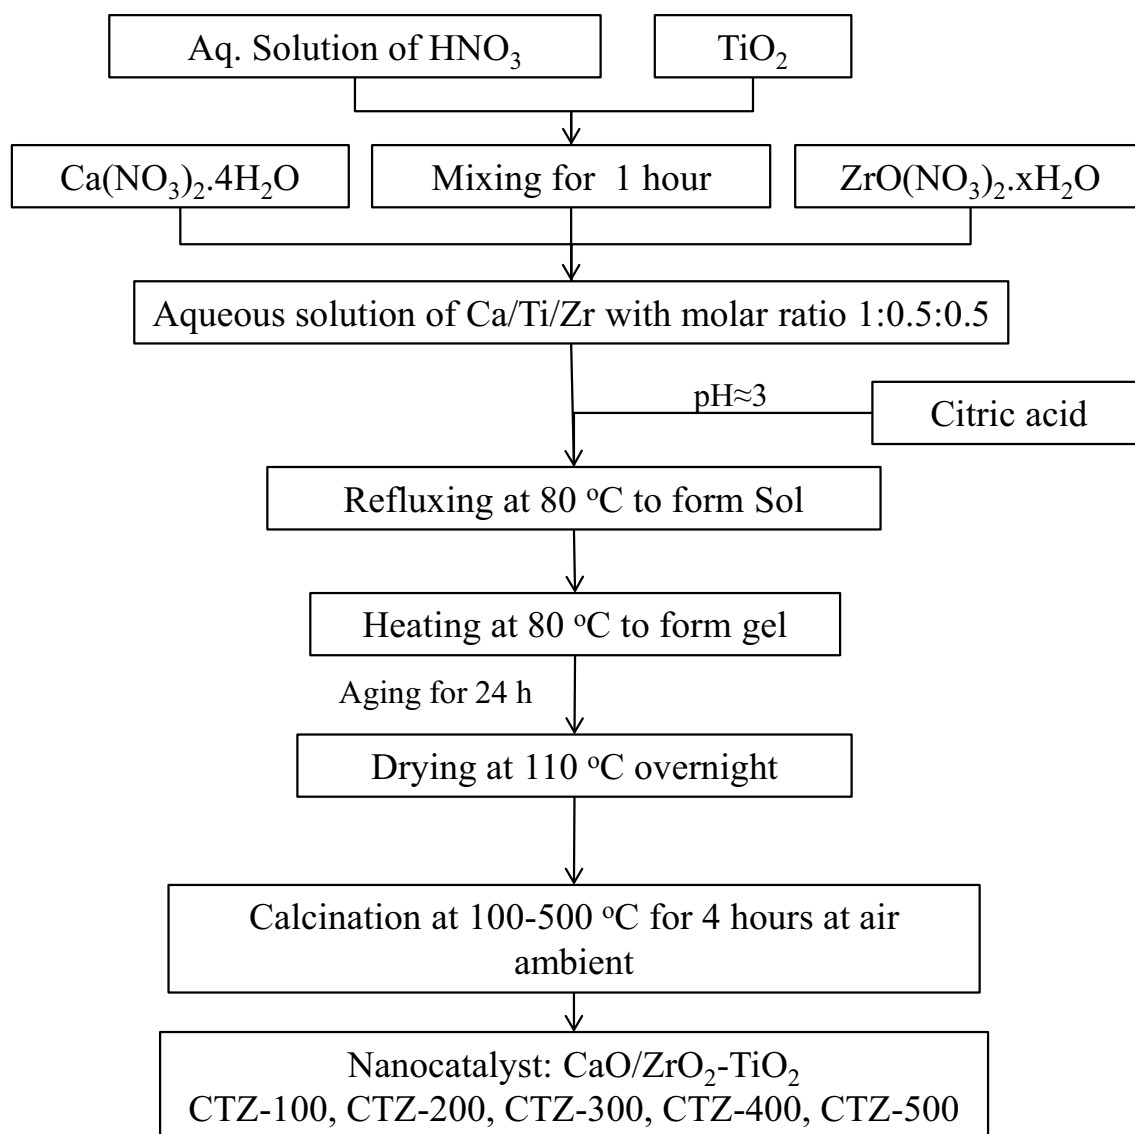 Aq. Solution of HNO₃
TiO₂
Ca(NO₃)₂.4H₂O
Mixing for 1 hour
ZrO(NO₃)₂.xH₂O
Aqueous solution of Ca/Ti/Zr with molar ratio 1:0.5:0.5
pH≈3
Citric acid
Refluxing at 80 ᵒC to form Sol
Heating at 80 ᵒC to form gel
Aging for 24 h
Drying at 110 ᵒC overnight
Calcination at 100-500 ᵒC for 4 hours at air
ambient
Nanocatalyst: CaO/ZrO₂-TiO₂
CTZ-100, CTZ-200, CTZ-300, CTZ-400, CTZ-500